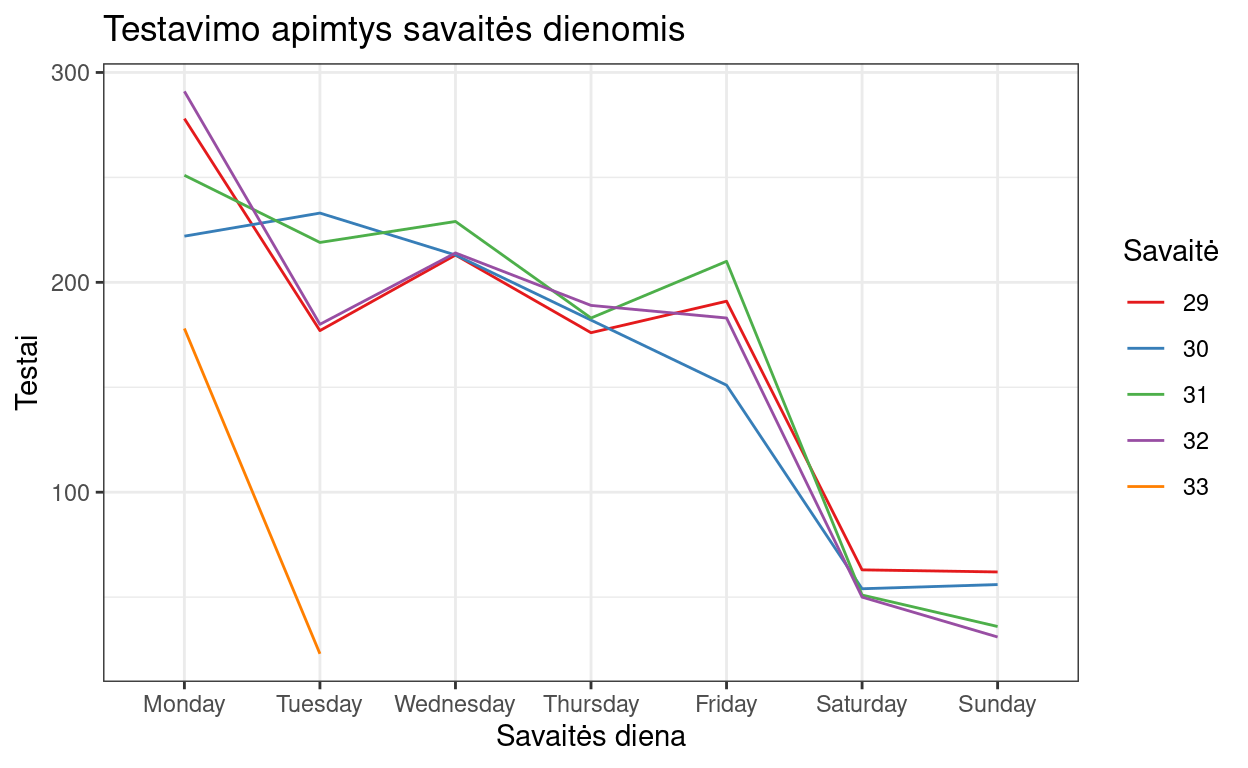 Testavimo apimtys savaitės dienomis
300
200
100
Testai
Monday Tuesday Wednesday Thursday Friday Saturday Sunday
Savaitės diena
Savaitė
29
30
31
32
33